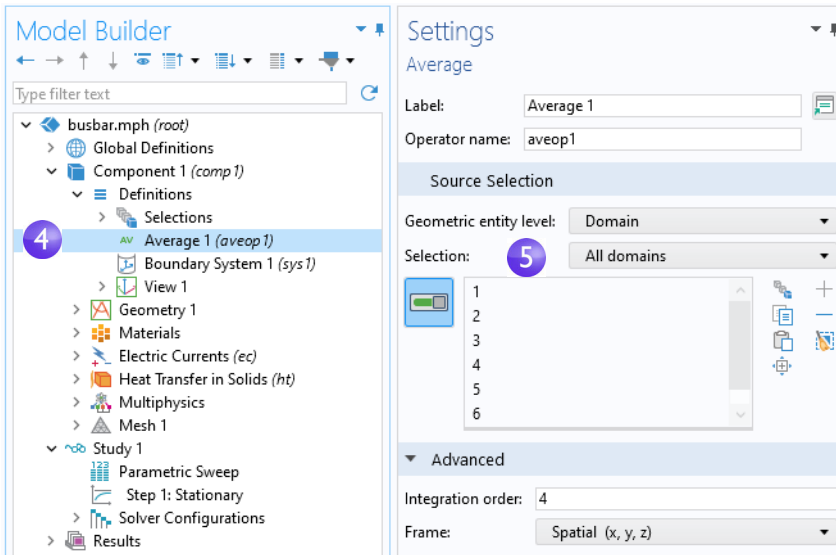 Model Builder
Type filter text
busbar.mph (root)
Global Definitions
Component 1 (comp1)
Definitions
Selections
4
AV Average 1 (aveop1)
Boundary System 1 (sys1)
View 1
Geometry 1
Materials
Electric Currents (ec)
Heat Transfer in Solids (ht)
Multiphysics
Mesh 1
Study 1
123 Parametric Sweep
Step 1: Stationary
Solver Configurations
Results
Settings
Average
Label: Average 1
Operator name: aveop1
Source Selection
Geometric entity level: Domain
Selection: 5 All domains
1
2
3
4
5
6
Advanced
Integration order: 4
Frame: Spatial (x, y, z)